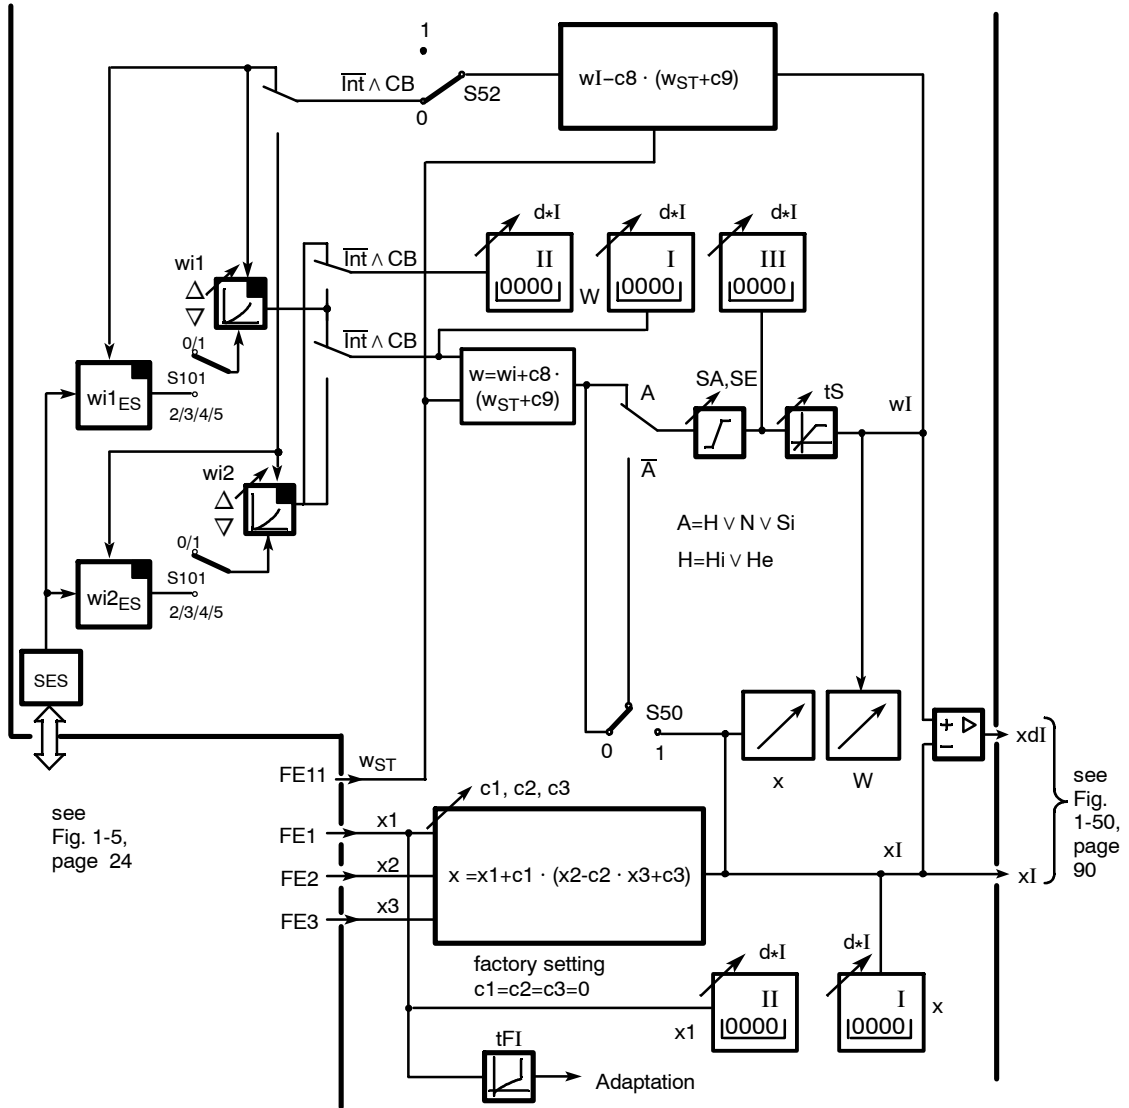 1
Int ∧ CB
S52
0
wI−c8 · (wST+c9)
d*I
d*I
d*I
II
I
III
0000
0000
0000
W
Int ∧ CB
wi1
△
▽
Int ∧ CB
0/1
S101
wi1ES
2/3/4/5
w=wi+c8 ·
(wST+c9)
A
SA,SE
tS
wI
A
wi2
△
▽
A=H ∨ N ∨ Si
H=Hi ∨ He
0/1
S101
wi2ES
2/3/4/5
SES
S50
0
1
x
W
+
−
▷
xdI
wST
FE11
see
Fig. 1-5,
page 24
c1, c2, c3
x1
FE1
x2
FE2
x3
FE3
x =x1+c1 · (x2-c2 · x3+c3)
xI
xI
see
Fig.
1-50,
page
90
factory setting
c1=c2=c3=0
d*I
d*I
II
I
0000
0000
x1
x
tFI
Adaptation